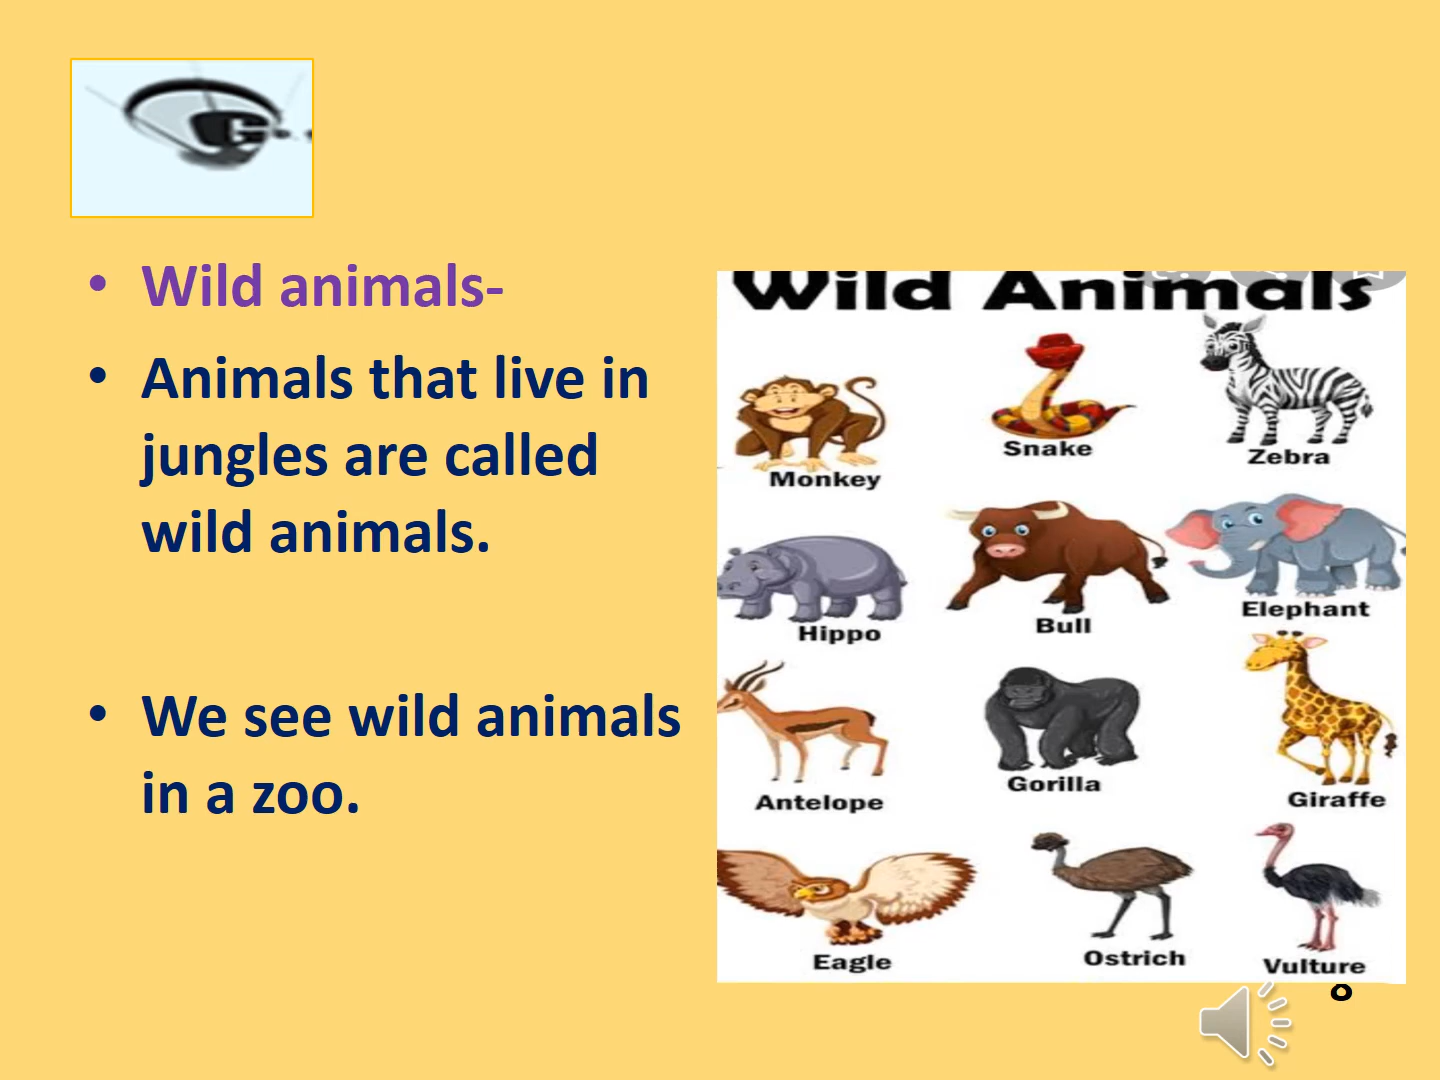 • Wild animals-
• Animals that live in
jungles are called
wild animals.
• We see wild animals
in a zoo.
Wild Animals
Monkey
Snake
Zebra
Hippo
Bull
Elephant
Antelope
Gorilla
Giraffe
Eagle
Ostrich
Vulture